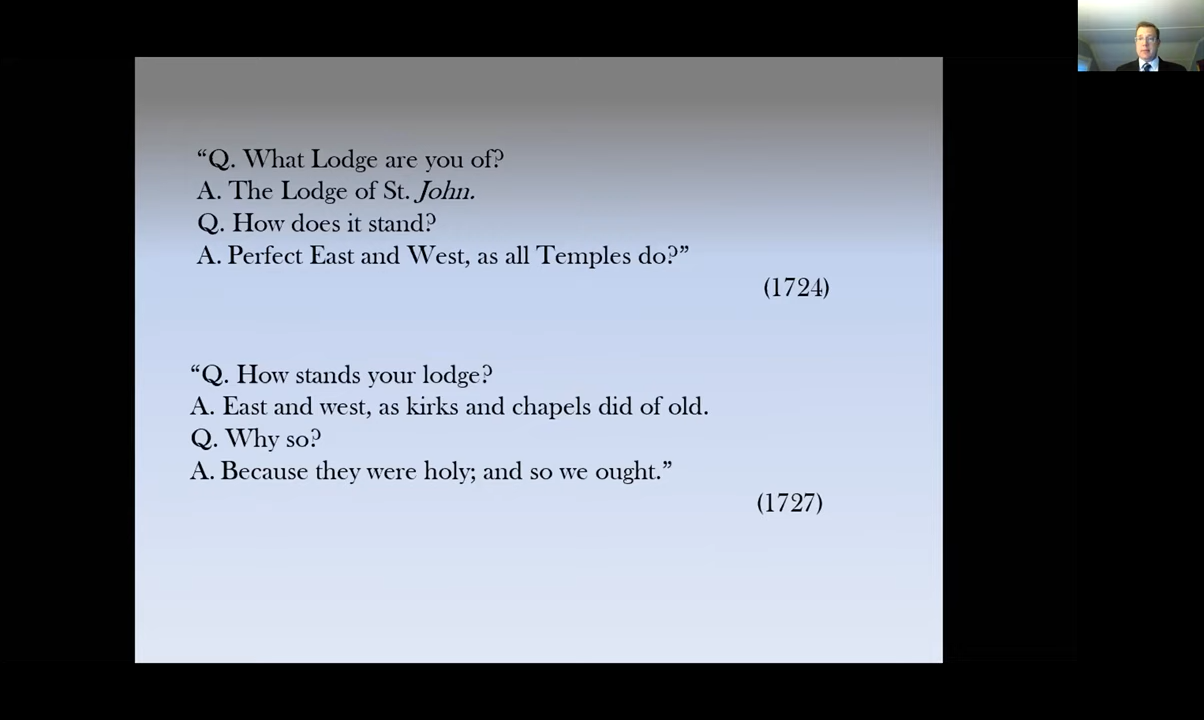 “Q. What Lodge are you of?
A. The Lodge of St. John.
Q. How does it stand?
A. Perfect East and West, as all Temples do?”
(1724)
“Q. How stands your lodge?
A. East and west, as kirks and chapels did of old.
Q. Why so?
A. Because they were holy; and so we ought.”
(1727)